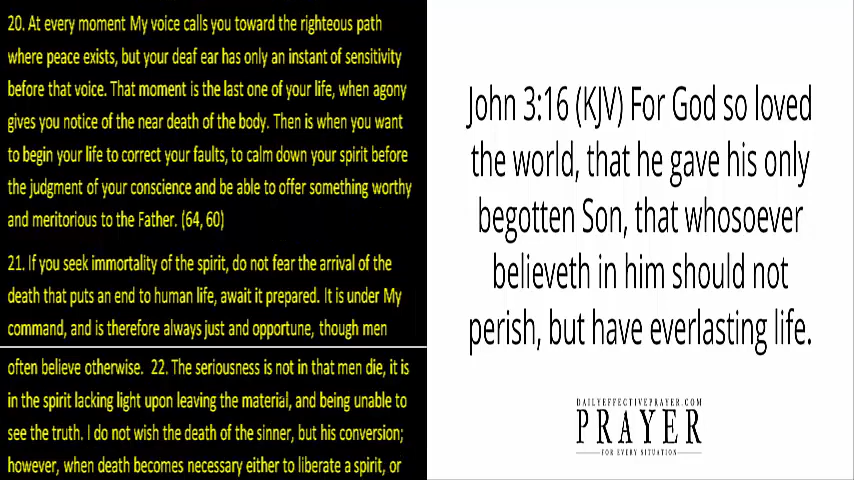 20. At every moment My voice calls you toward the righteous path
where peace exists, but your deaf ear has only an instant of sensitivity
before that voice. That moment is the last one of your life, when agony
gives you notice of the near death of the body. Then is when you want
to begin your life to correct your faults, to calm down your spirit before
the judgment of your conscience and be able to offer something worthy
and meritorious to the Father. (64, 60)
21. If you seek immortality of the spirit, do not fear the arrival of the
death that puts an end to human life, await it prepared. It is under My
command, and is therefore always just and opportune, though men
often believe otherwise. 22. The seriousness is not in that men die, it is
in the spirit lacking light upon leaving the material, and being unable to
see the truth. I do not wish the death of the sinner, but his conversion;
however, when death becomes necessary either to liberate a spirit, or
John 3:16 (KJV) For God so loved
the world, that he gave his only
begotten Son, that whosoever
believeth in him should not
perish, but have everlasting life.
DAILYEFFECTIVEPRAYER.COM
PRAYER
FOR EVERY SITUATION